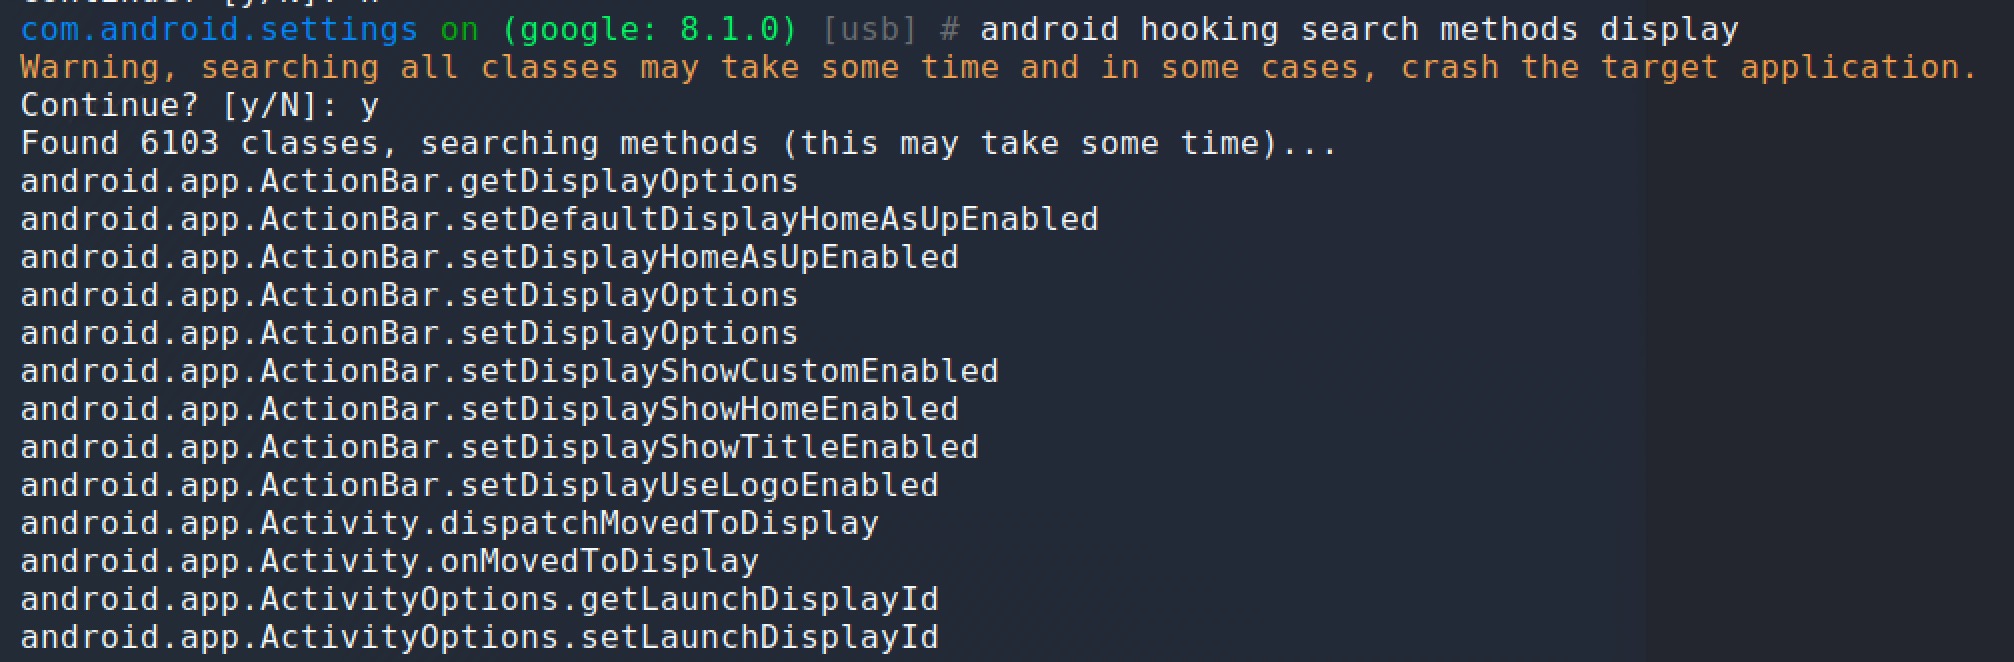 Continue? [y/N]: n
com.android.settings on (google: 8.1.0) [usb] # android hooking search methods display
Warning, searching all classes may take some time and in some cases, crash the target application.
Continue? [y/N]: y
Found 6103 classes, searching methods (this may take some time)...
android.app.ActionBar.getDisplayOptions
android.app.ActionBar.setDefaultDisplayHomeAsUpEnabled
android.app.ActionBar.setDisplayHomeAsUpEnabled
android.app.ActionBar.setDisplayOptions
android.app.ActionBar.setDisplayOptions
android.app.ActionBar.setDisplayShowCustomEnabled
android.app.ActionBar.setDisplayShowHomeEnabled
android.app.ActionBar.setDisplayShowTitleEnabled
android.app.ActionBar.setDisplayUseLogoEnabled
android.app.Activity.dispatchMovedToDisplay
android.app.Activity.onMovedToDisplay
android.app.ActivityOptions.getLaunchDisplayId
android.app.ActivityOptions.setLaunchDisplayId